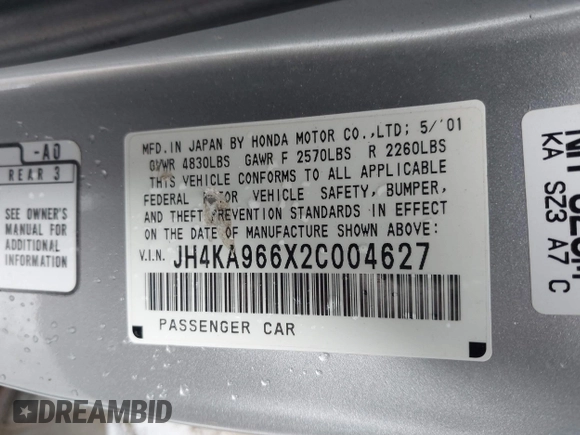 -A0
REAR 3
SEE OWNER'S
MANUAL FOR
ADDITIONAL
INFORMATION
MFD. IN JAPAN BY HONDA MOTOR CO.,LTD; 5/'01
GVWR 4830LBS GAWR F 2570LBS R 2260LBS
THIS VEHICLE CONFORMS TO ALL APPLICABLE
FEDERAL MOTOR VEHICLE SAFETY, BUMPER,
AND THEFT PREVENTION STANDARDS IN EFFECT
ON THE DATE OF MANUFACTURE SHOWN ABOVE:
V.I.N. JH4KA966X2C004627
PASSENGER CAR
KA SZ3 A7 C
DREAMBID